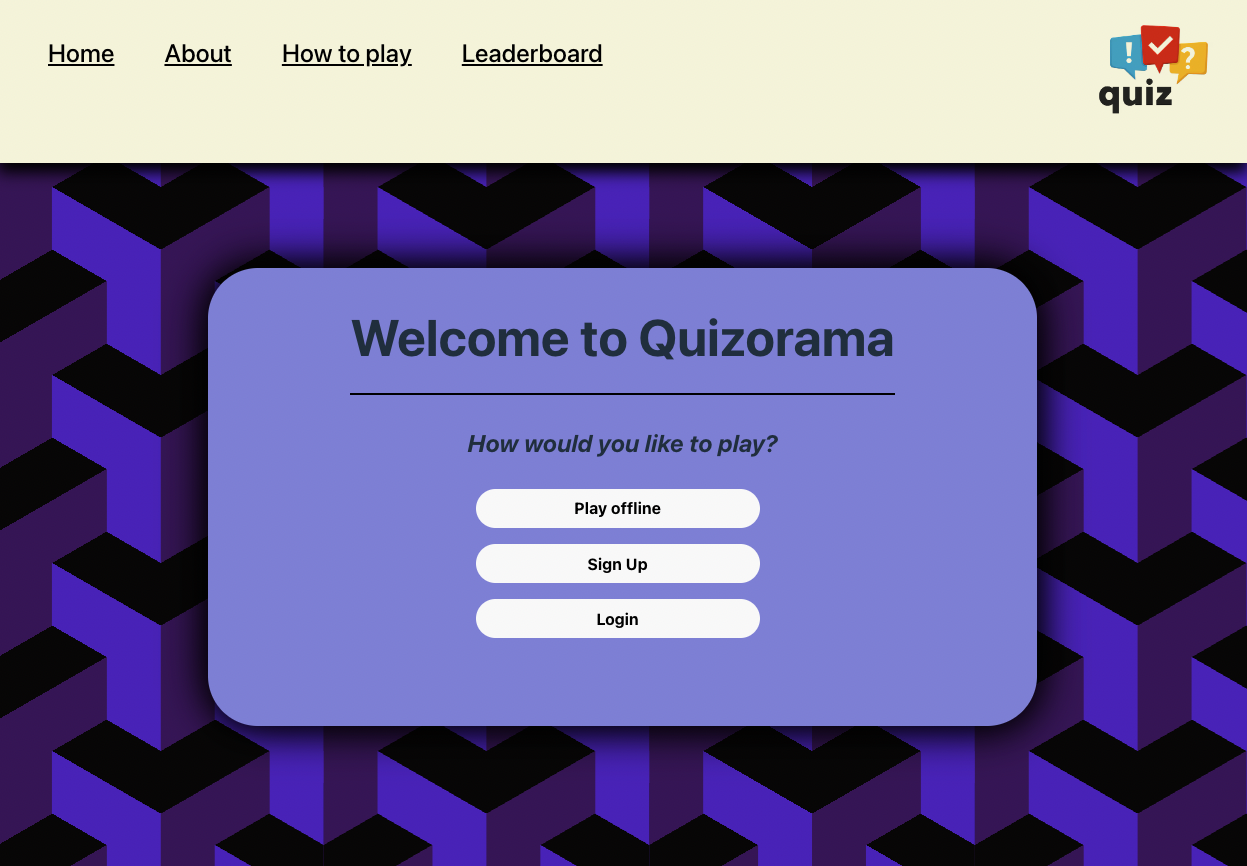 Home About How to play Leaderboard
! ?
quiz
Welcome to Quizorama
How would you like to play?
Play offline
Sign Up
Login